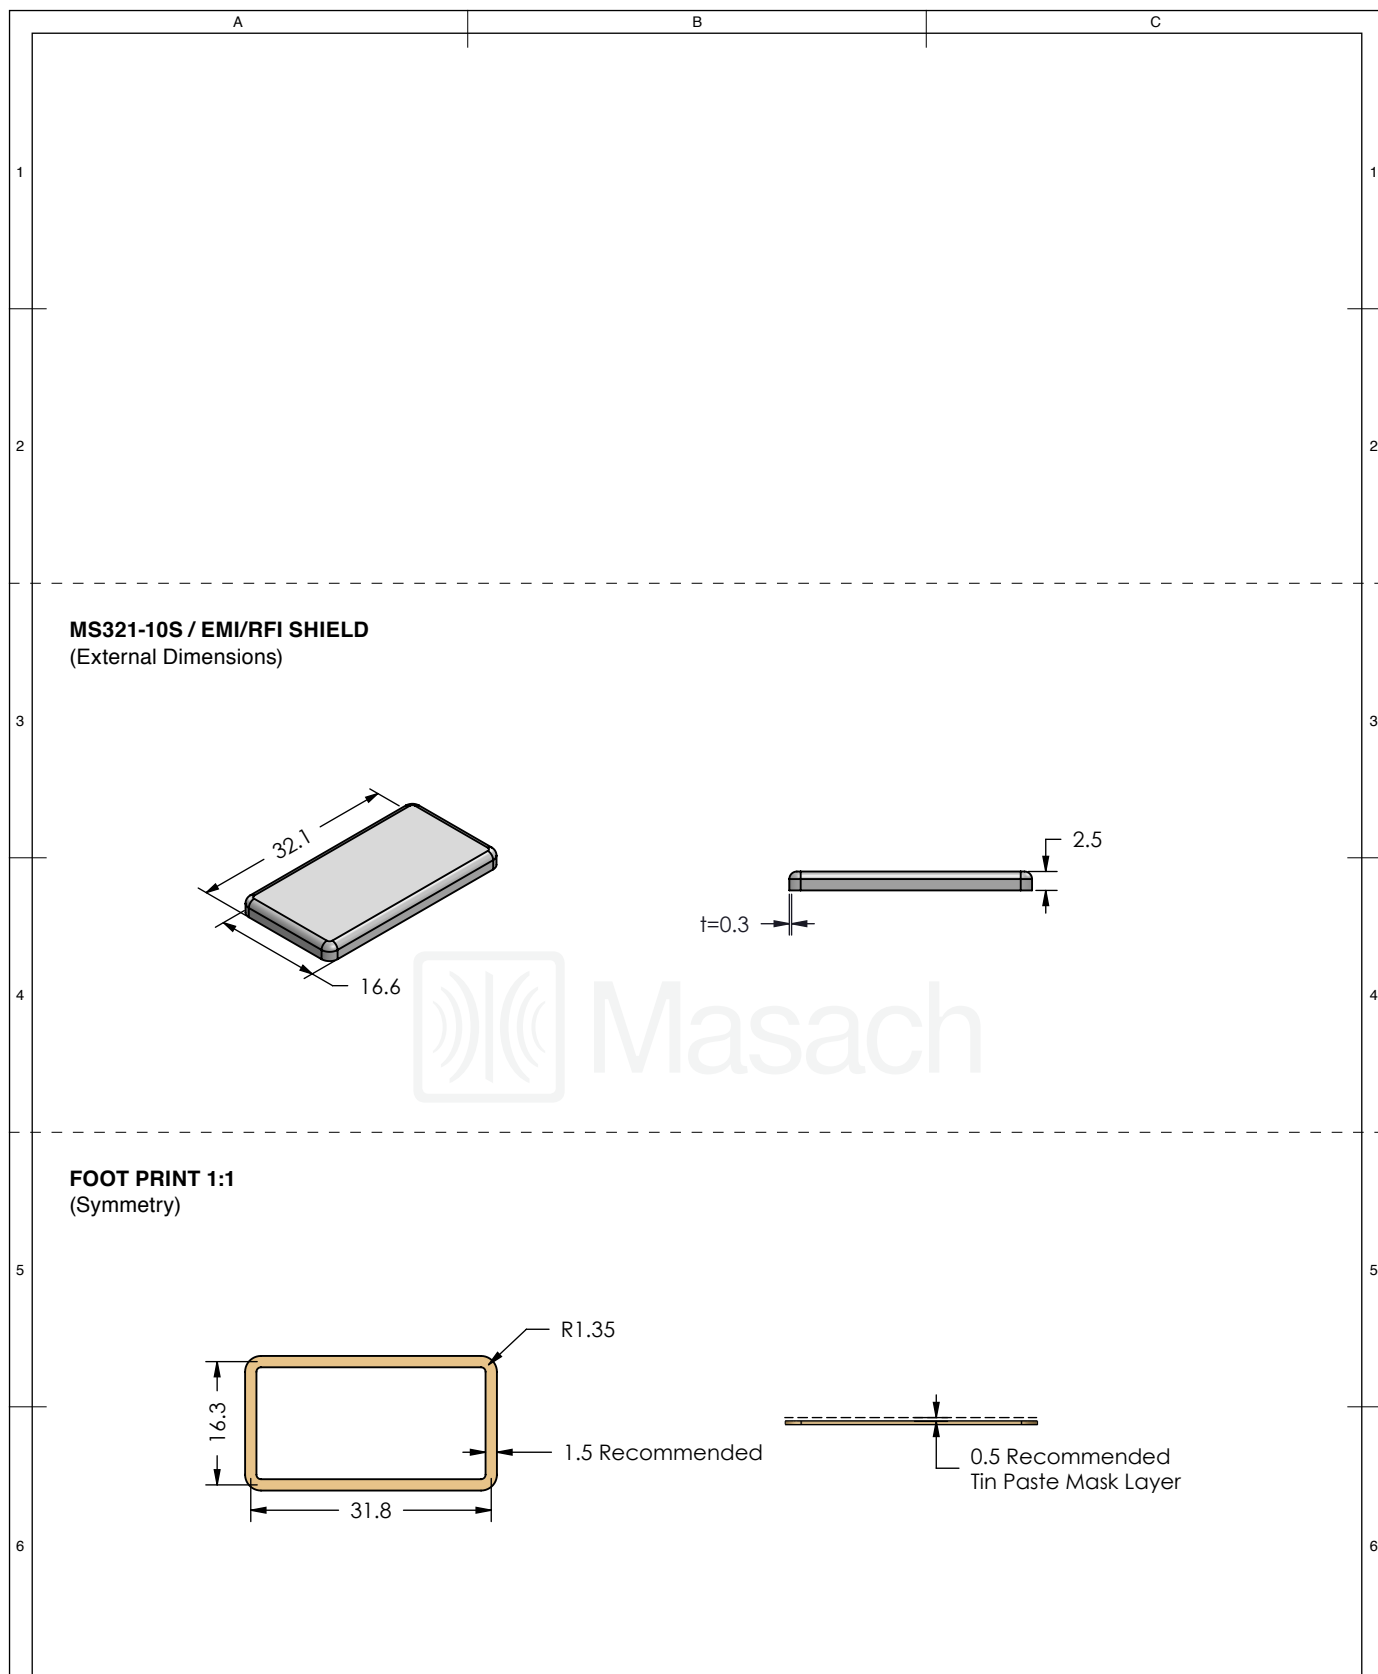 A B C
1 1
2 2
MS321-10S / EMI/RFI SHIELD
(External Dimensions)
3 3
32.1
2.5
t=0.3
16.6
4 4
Masach
FOOT PRINT 1:1
(Symmetry)
5 5
R1.35
16.3
1.5 Recommended
0.5 Recommended
Tin Paste Mask Layer
31.8
6 6